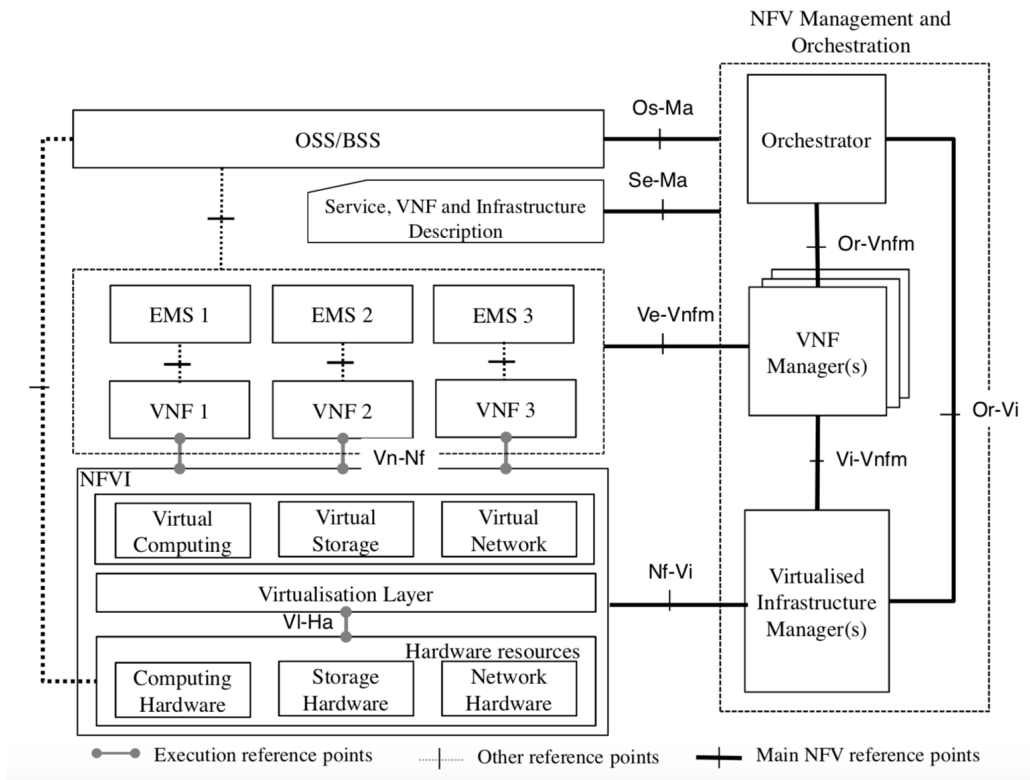 NFV Management and
Orchestration
Os-Ma
OSS/BSS
Orchestrator
Se-Ma
Service, VNF and Infrastructure
Description
Or-Vnfm
EMS 1
EMS 2
EMS 3
Ve-Vnfm
VNF
Manager(s)
VNF 1
VNF 2
VNF 3
Or-Vi
Vn-Nf
Vi-Vnfm
NFVI
Virtual
Computing
Virtual
Storage
Virtual
Network
Nf-Vi
Virtualised
Infrastructure
Manager(s)
Virtualisation Layer
Vl-Ha
Hardware resources
Computing
Hardware
Storage
Hardware
Network
Hardware
Execution reference points
Other reference points
Main NFV reference points